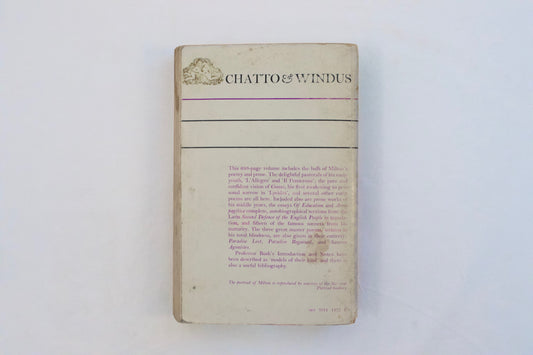 CHATTO & WINDUS
This 600-page volume includes the bulk of Milton's
poetry and prose. The delightful pastorals of his early
youth, 'L'Allegro' and 'Il Penseroso'; the pure and
confident vision of Comus, his first awakening to per-
sonal sorrow in 'Lycidas', and several other early
poems are all here. Included also are prose works of
his middle years, the essays Of Education and Areo-
pagitica complete, autobiographical sections from the
Latin Second Defence of the English People in transla-
tion, and fifteen of the famous sonnets from his
maturity. The three great master poems, written in
his total blindness, are also given in their entirety:
Paradise Lost, Paradise Regained, and Samson
Agonistes.
Professor Bush's Introduction and Notes have
been described as 'models of their kind' and there is
also a useful bibliography.
The portrait of Milton is reproduced by courtesy of the
Portrait Gallery